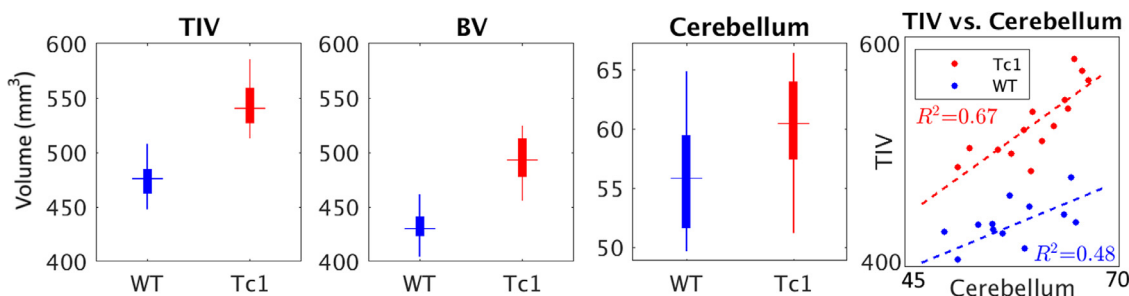 TIV
BV
Cerebellum
TIV vs. Cerebellum
Volume (mm³)
600
550
500
450
400
WT
Tc1
600
550
500
450
400
WT
Tc1
65
60
55
50
WT
Tc1
600
400
TIV
Tc1
WT
R²=0.67
R²=0.48
45
70
Cerebellum